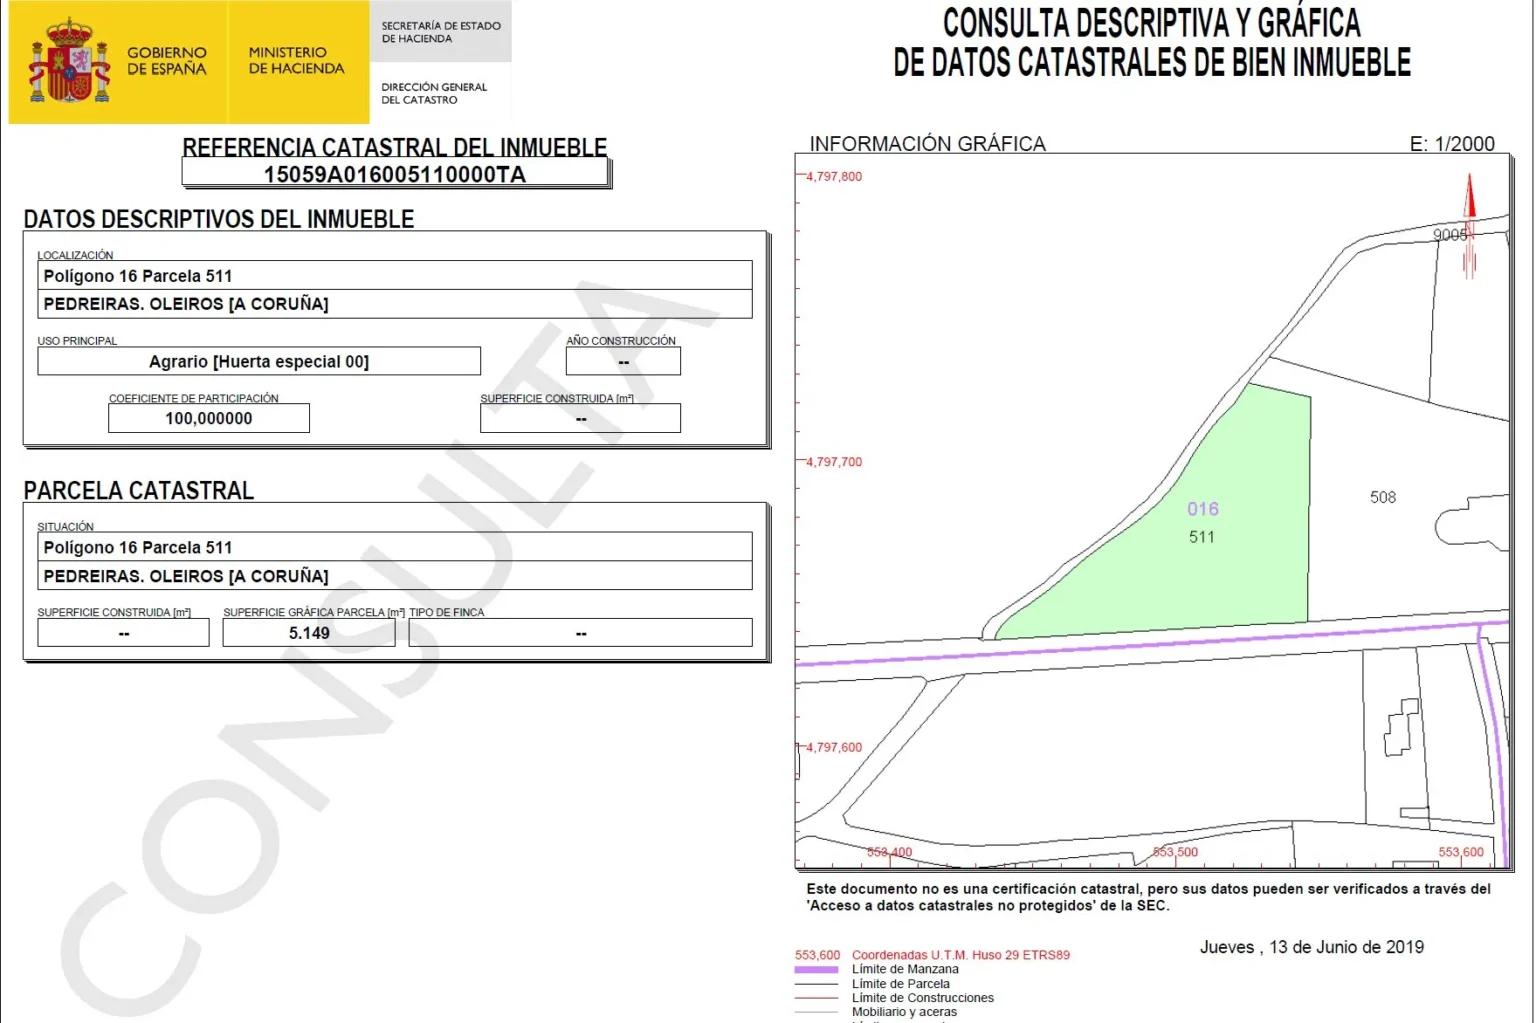 GOBIERNO
DE ESPAÑA
MINISTERIO
DE HACIENDA
SECRETARÍA DE ESTADO
DE HACIENDA
DIRECCIÓN GENERAL
DEL CATASTRO
CONSULTA DESCRIPTIVA Y GRÁFICA
DE DATOS CATASTRALES DE BIEN INMUEBLE
REFERENCIA CATASTRAL DEL INMUEBLE
15059A016005110000TA
DATOS DESCRIPTIVOS DEL INMUEBLE
LOCALIZACIÓN
Polígono 16 Parcela 511
PEDREIRAS. OLEIROS [A CORUÑA]
USO PRINCIPAL
Agrario [Huerta especial 00]
AÑO CONSTRUCCIÓN
--
COEFICIENTE DE PARTICIPACIÓN
100,000000
SUPERFICIE CONSTRUIDA [m²]
--
PARCELA CATASTRAL
SITUACIÓN
Polígono 16 Parcela 511
PEDREIRAS. OLEIROS [A CORUÑA]
SUPERFICIE CONSTRUIDA [m²]
--
SUPERFICIE GRÁFICA PARCELA [m²]
5.149
TIPO DE FINCA
--
CONSULTA
INFORMACIÓN GRÁFICA
E: 1/2000
4,797,800
9005
N
4,797,700
508
016
511
4,797,600
553,400
553,500
553,600
Este documento no es una certificación catastral, pero sus datos pueden ser verificados a través del
'Acceso a datos catastrales no protegidos' de la SEC.
Jueves , 13 de Junio de 2019
553,600 Coordenadas U.T.M. Huso 29 ETRS89
Límite de Manzana
Límite de Parcela
Límite de Construcciones
Mobiliario y aceras